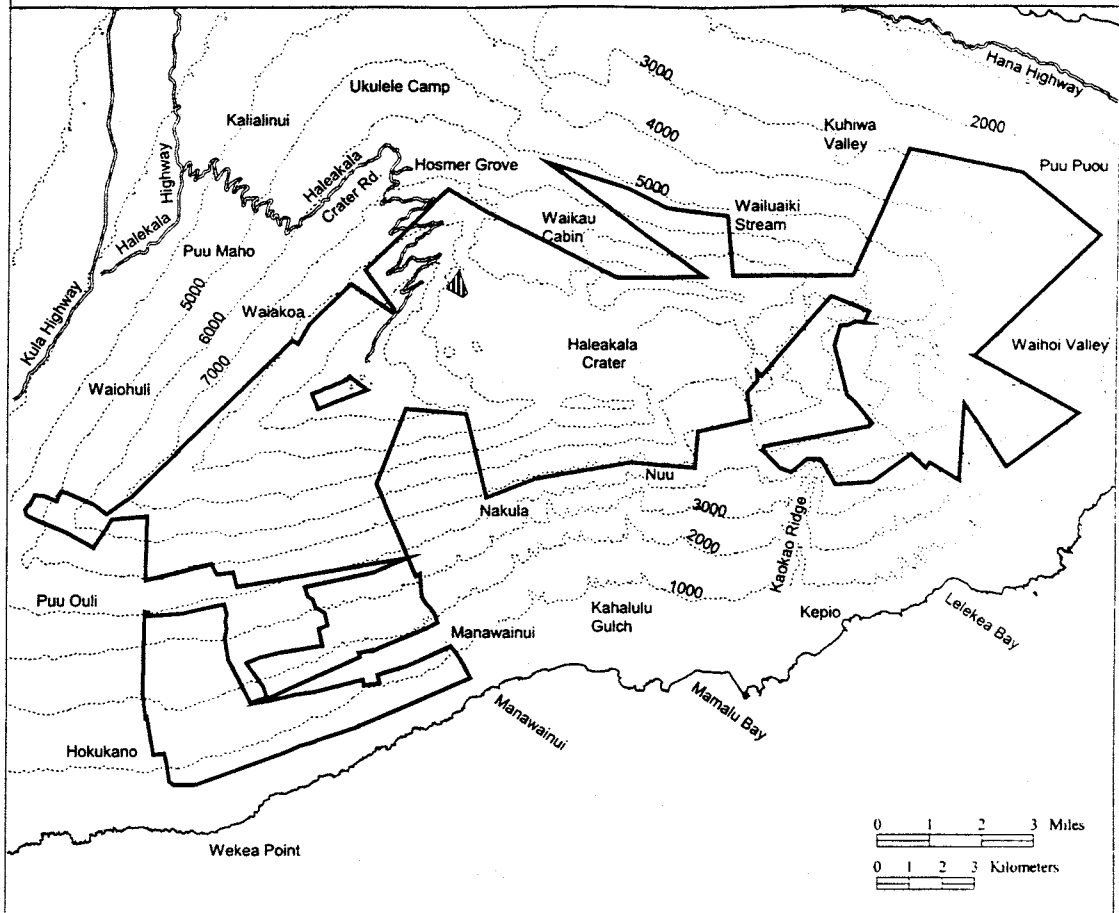 Hana Highway
3000
Ukulele Camp
2000
Kalialinui
4000
Kuhiwa
Valley
Highway
Haleakala
Crater Rd.
Hosmer Grove
Puu Puou
5000
Waikau
Cabin
Wailuaiki
Stream
Halekala
Puu Maho
5000
Kula Highway
Waiakoa
6000
Haleakala
Crater
Waihoi Valley
7000
Waiohuli
Nuu
Nakula
3000
2000
Kaokao Ridge
1000
Puu Ouli
Kahalulu
Gulch
Kepio
Lelekea Bay
Manawainui
Mamalu Bay
Manawainui
Hokukano
0 1 2 3 Miles
Wekea Point
0 1 2 3 Kilometers